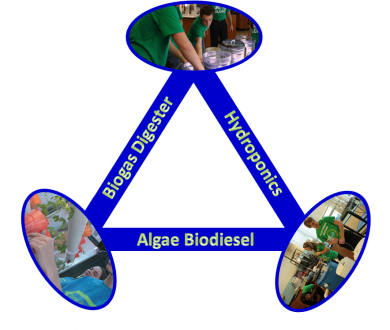 Biogas Digester
Hydroponics
Algae Biodiesel